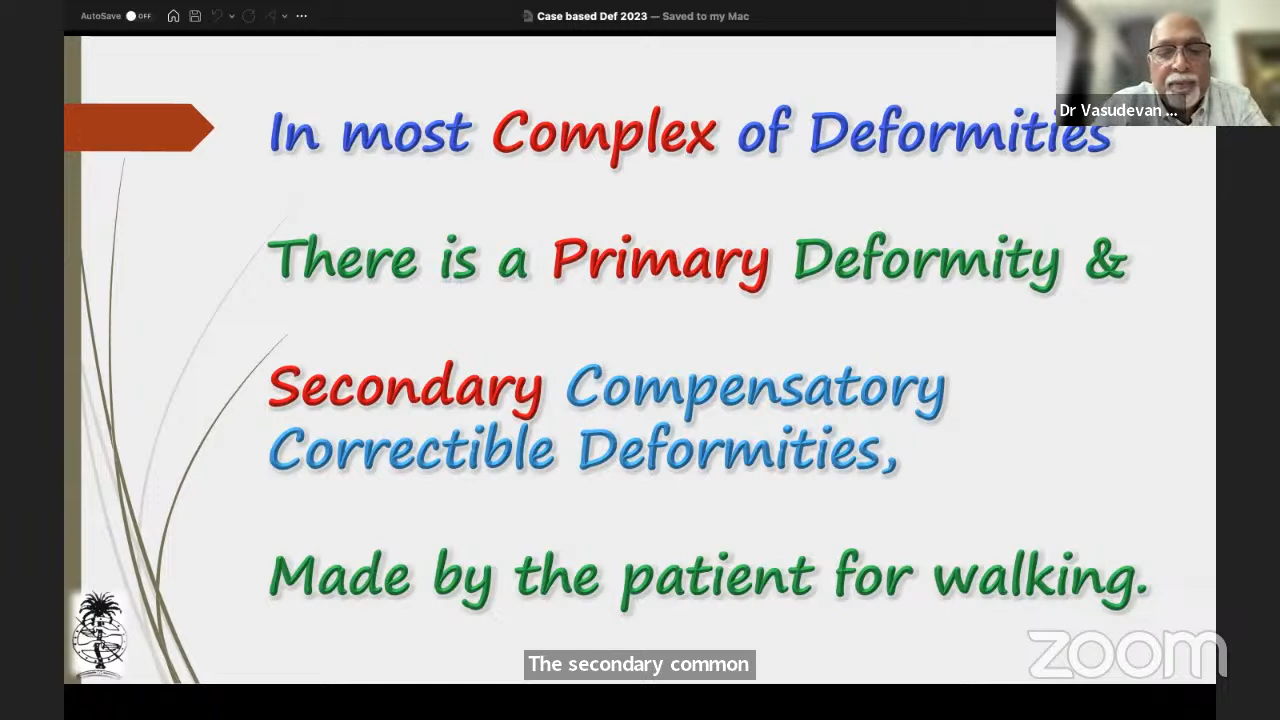 AutoSave OFF
Case based Def 2023 — Saved to my Mac
Dr Vasudevan ...
In most Complex of Deformities
There is a Primary Deformity &
Secondary Compensatory
Correctible Deformities,
Made by the patient for walking.
The secondary common
zoom